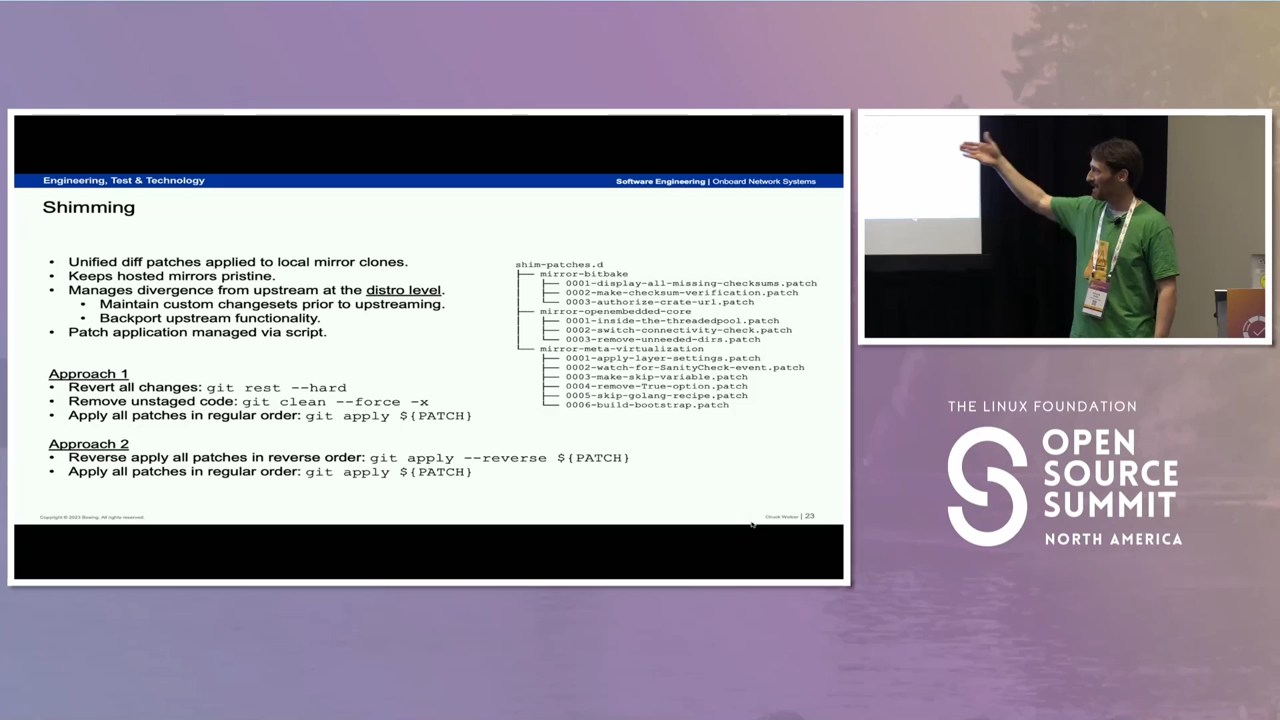 Engineering, Test & Technology
Software Engineering | Onboard Network Systems
Shimming
• Unified diff patches applied to local mirror clones.
• Keeps hosted mirrors pristine.
• Manages divergence from upstream at the distro level.
• Maintain custom changesets prior to upstreaming.
• Backport upstream functionality.
• Patch application managed via script.
Approach 1
• Revert all changes: git rest --hard
• Remove unstaged code: git clean --force -x
• Apply all patches in regular order: git apply ${PATCH}
Approach 2
• Reverse apply all patches in reverse order: git apply --reverse ${PATCH}
• Apply all patches in regular order: git apply ${PATCH}
shim-patches.d
├── mirror-bitbake
│   ├── 0001-display-all-missing-checksums.patch
│   ├── 0002-make-checksum-verification.patch
│   └── 0003-authorize-crate-url.patch
├── mirror-openembedded-core
│   ├── 0001-inside-the-threadedpool.patch
│   ├── 0002-switch-connectivity-check.patch
│   └── 0003-remove-unneeded-dirs.patch
└── mirror-meta-virtualization
    ├── 0001-apply-layer-settings.patch
    ├── 0002-watch-for-SanityCheck-event.patch
    ├── 0003-make-skip-variable.patch
    ├── 0004-remove-True-option.patch
    ├── 0005-skip-golang-recipe.patch
    └── 0006-build-bootstrap.patch
Copyright © 2023 Boeing. All rights reserved.
| 23
THE LINUX FOUNDATION
OPEN
SOURCE
SUMMIT
NORTH AMERICA